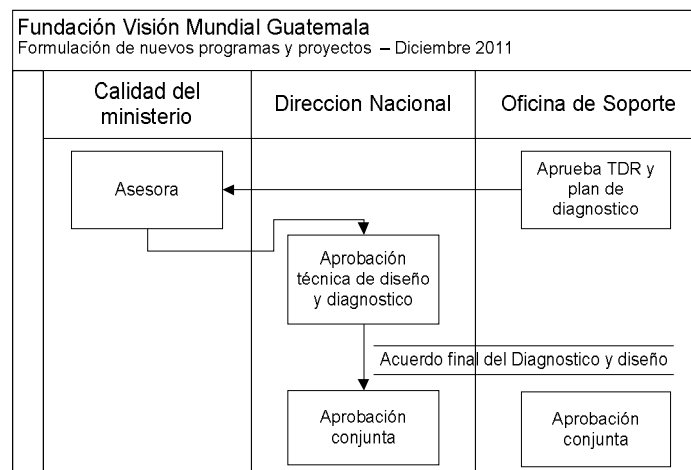 Fundación Visión Mundial Guatemala
Formulación de nuevos programas y proyectos – Diciembre 2011
Calidad del
ministerio
Direccion Nacional
Oficina de Soporte
Asesora
Aprueba TDR y
plan de
diagnostico
Aprobación
técnica de diseño
y diagnostico
Acuerdo final del Diagnostico y diseño
Aprobación
conjunta
Aprobación
conjunta